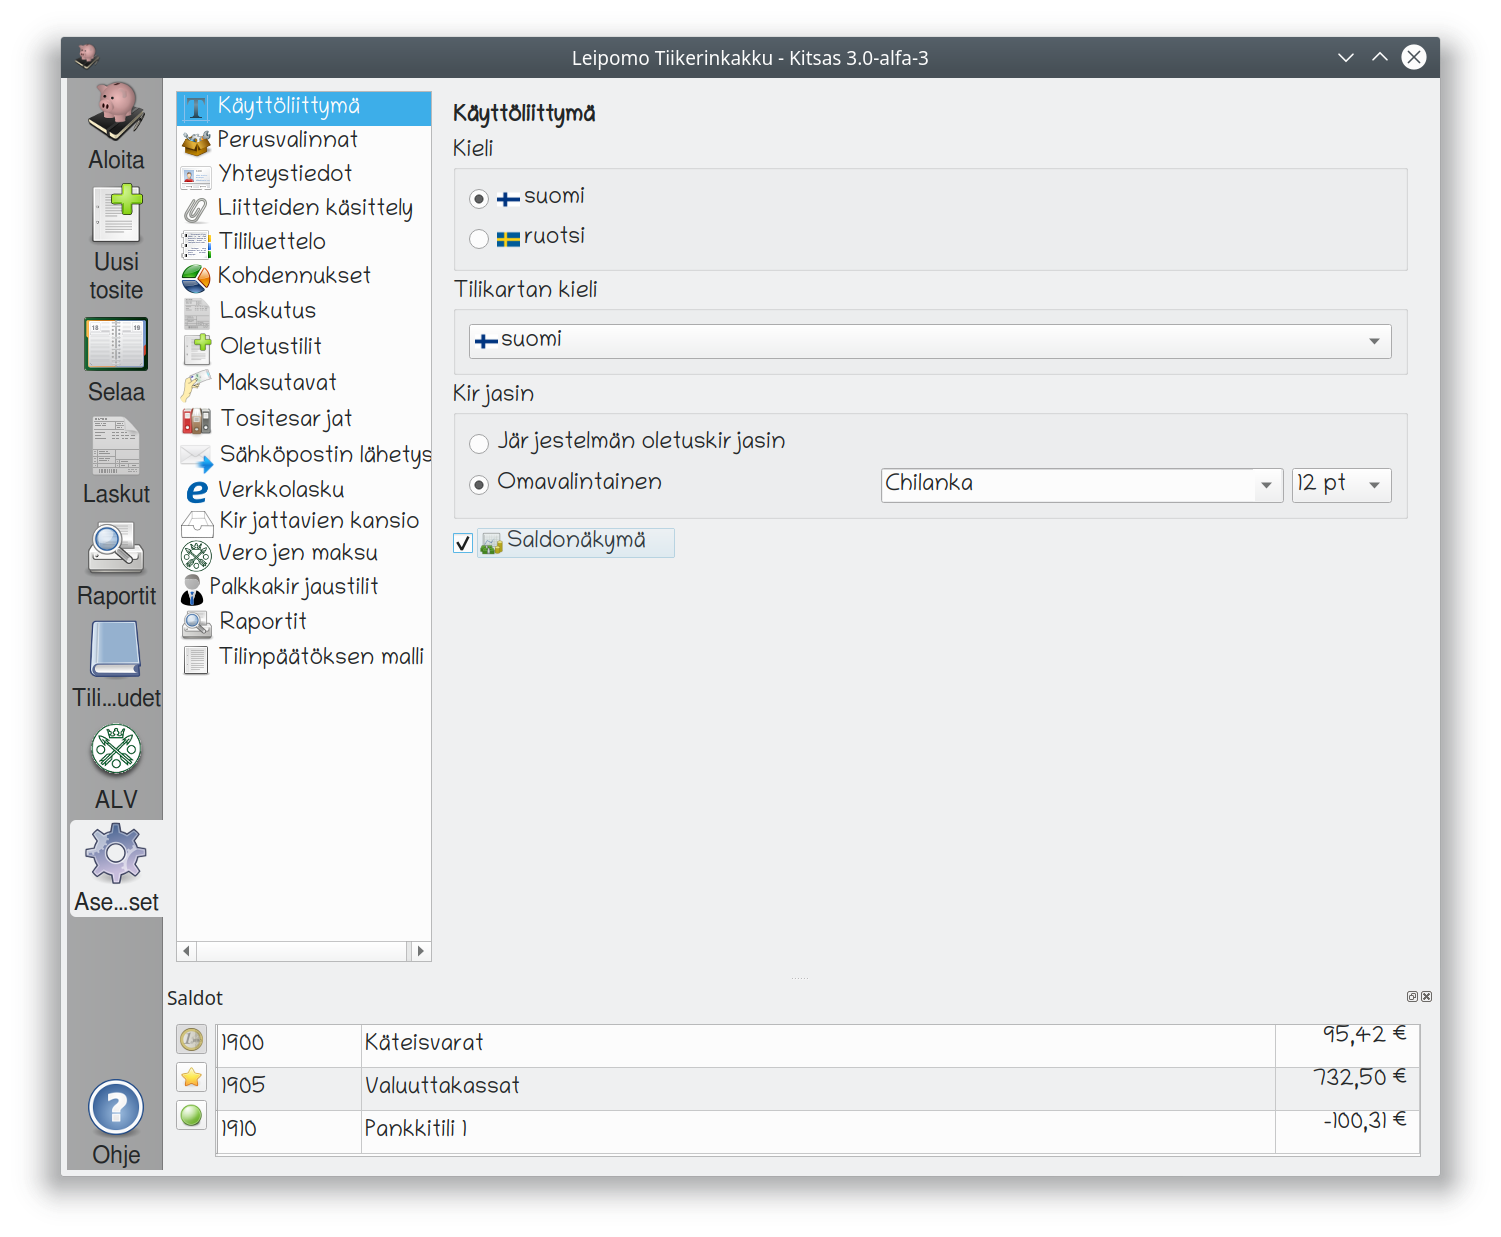 Leipomo Tiikerinkakku - Kitsas 3.0-alfa-3
Aloita
Uusi
tosite
Selaa
Laskut
Raportit
Tili...udet
ALV
Ase...set
Ohje
Käyttöliittymä
Perusvalinnat
Yhteystiedot
Liitteiden käsittely
Tililuettelo
Kohdennukset
Laskutus
Oletustilit
Maksutavat
Tositesarjat
Sähköpostin lähetys
Verkkolasku
Kirjattavien kansio
Verojen maksu
Palkkakirjaustilit
Raportit
Tilinpäätöksen malli
Käyttöliittymä
Kieli
suomi
ruotsi
Tilikartan kieli
suomi
Kirjasin
Järjestelmän oletuskirjasin
Omavalintainen
Chilanka
12 pt
Saldonäkymä
Saldot
1900 Käteisvarat 95,42 €
1905 Valuuttakassat 732,50 €
1910 Pankkitili 1 -100,31 €